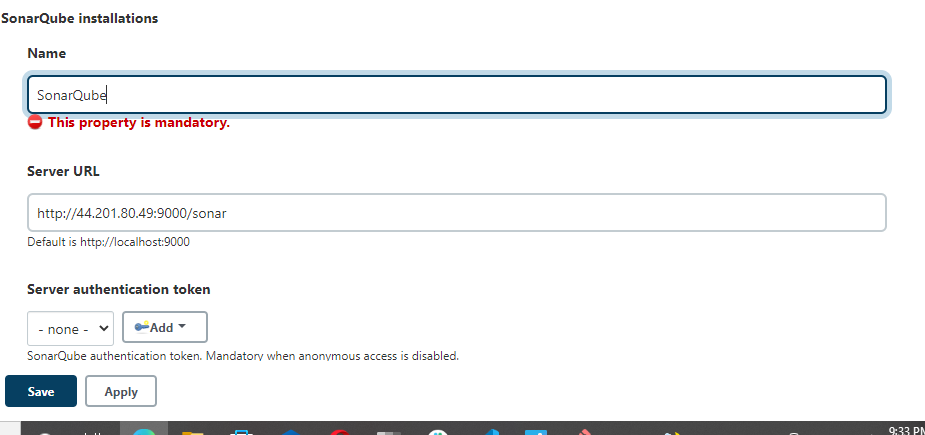 SonarQube installations
Name
SonarQube
This property is mandatory.
Server URL
http://44.201.80.49:9000/sonar
Default is http://localhost:9000
Server authentication token
- none -
Add
SonarQube authentication token. Mandatory when anonymous access is disabled.
Save
Apply
9:33 PM